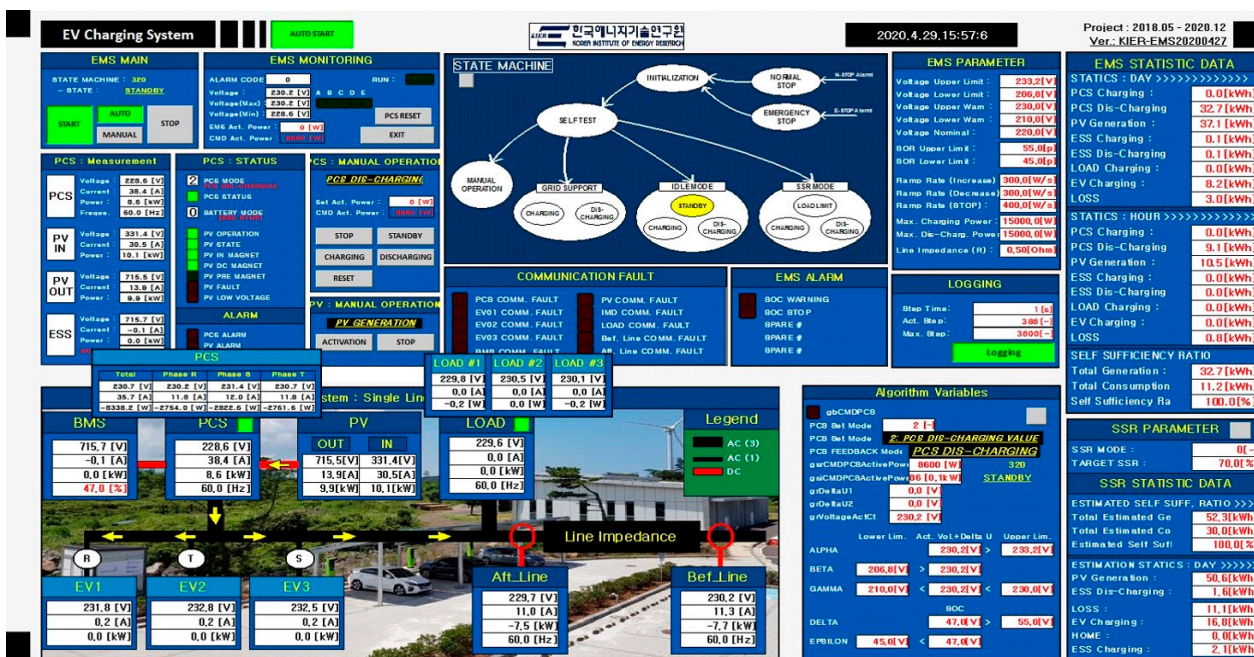 EV Charging System
AUTO START
KIER 한국에너지기술연구원
KOREA INSTITUTE OF ENERGY RESEARCH
2020.4.29.15:57:6
Project : 2018.05 - 2020.12
Ver.: KIER-EMS20200427
EMS MAIN
STATE MACHINE : 320
- STATE : STANDBY
START
AUTO
MANUAL
STOP
EMS MONITORING
ALARM CODE 0 RUN :
Voltage : 230.2 [V] A B C D E
Voltage(Max) : 230.2 [V]
Voltage(Min) : 228.6 [V]
EMS Act. Power : 0 [W]
CMD Act. Power : 8600 [W]
PCS RESET
EXIT
STATE MACHINE
INITIALIZATION
NORMAL STOP
N-STOP Alarm
EMERGENCY STOP
E-STOP Alarm
SELFTEST
MANUAL OPERATION
GRID SUPPORT
CHARGING
DIS-CHARGING
IDLE MODE
STANDBY
CHARGING
DIS-CHARGING
SSR MODE
LOAD LIMIT
CHARGING
DIS-CHARGING
EMS PARAMETER
Voltage Upper Limit : 233,2[V]
Voltage Lower Limit : 206,8[V]
Voltage Upper Warn : 230,0[V]
Voltage Lower Warn : 210,0[V]
Voltage Nominal : 220,0[V]
SOR Upper Limit : 55,0[p]
SOR Lower Limit : 45,0[p]
Ramp Rate (Increase) 300,0[W/s]
Ramp Rate (Decrease) 300,0[W/s]
Ramp Rate (STOP) : 400,0[W/s]
Max. Charging Power : 15000,0[W]
Max. Dis-Charg. Power 15000,0[W]
Line Impedance (R) : 0,50[Ohm]
EMS STATISTIC DATA
STATICS : DAY >>>>>>>>>>>>>
PCS Charging : 0.0[kWh]
PCS Dis-Charging 32.7[kWh]
PV Generation : 37.1[kWh]
ESS Charging : 0.1[kWh]
ESS Dis-Charging 0.1[kWh]
LOAD Charging : 0.0[kWh]
EV Charging : 8.2[kWh]
LOSS 3.0[kWh]
STATICS : HOUR >>>>>>>>>>>>
PCS Charging : 0.0[kWh]
PCS Dis-Charging 9.1[kWh]
PV Generation : 10.5[kWh]
ESS Charging : 0.0[kWh]
ESS Dis-Charging 0.0[kWh]
LOAD Charging : 0.0[kWh]
EV Charging : 0.0[kWh]
LOSS 0.8[kWh]
SELF SUFFICIENCY RATIO
Total Generation : 32.7[kWh]
Total Consumption 11.2[kWh]
Self Sufficiency Ra 100.0[%]
PCS : Measurement
PCS
Voltage : 228.6 [V]
Current : 38.4 [A]
Power : 8.6 [kW]
Freque. 60.0 [Hz]
PV IN
Voltage : 331.4 [V]
Current : 30.5 [A]
Power : 10.1 [kW]
PV OUT
Voltage : 715.5 [V]
Current : 13.9 [A]
Power : 9.9 [kW]
ESS
Voltage : 715.7 [V]
Current : -0.1 [A]
Power : 0.0 [kW]
PCS : STATUS
2 PCS MODE
PCS DIS-CHARGING
PCS STATUS
0 BATTERY MODE
PV OPERATION
PV STATE
PV IN MAGNET
PV DC MAGNET
PV PRE MAGNET
PV FAULT
PV LOW VOLTAGE
ALARM
PCS ALARM
PV ALARM
PCS : MANUAL OPERATION
PCS DIS-CHARGING
Set Act. Power : 0 [W]
CMD Act. Power : 8600 [W]
STOP
STANDBY
CHARGING
DISCHARGING
RESET
PV : MANUAL OPERATION
PV GENERATION
ACTIVATION
STOP
COMMUNICATION FAULT
PCS COMM. FAULT
EV01 COMM. FAULT
EV02 COMM. FAULT
EV03 COMM. FAULT
BMS COMM. FAULT
PV COMM. FAULT
IMD COMM. FAULT
LOAD COMM. FAULT
Bef. Line COMM. FAULT
Aft. Line COMM. FAULT
EMS ALARM
SOC WARNING
SOC STOP
SPARE #
SPARE #
SPARE #
LOGGING
Step Time: 1[s]
Act. Step: 386[-]
Max. Step: 3600[-]
Logging
PCS
Total Phase R Phase S Phase T
230.7 [V] 230.2 [V] 231.4 [V] 230.7 [V]
35.7 [A] 11.8 [A] 12.0 [A] 11.8 [A]
-8338.2 [W] -2754.0 [W] -2822.6 [W] -2761.6 [W]
LOAD #1 LOAD #2 LOAD #3
229,8 [V] 230,5 [V] 230,1 [V]
0,0 [A] 0,0 [A] 0,0 [A]
-0,2 [W] 0,0 [W] -0,2 [W]
stem : Single Line
BMS
715,7 [V]
-0,1 [A]
0,0 [kW]
47,0 [%]
PCS
228,6 [V]
38,4 [A]
8,6 [kW]
60,0 [Hz]
PV
OUT IN
715,5[V] 331,4[V]
13,9[A] 30,5[A]
9,9[kW] 10,1[kW]
LOAD
229,6 [V]
0,0 [A]
0,0 [kW]
60,0 [Hz]
Legend
AC (3)
AC (1)
DC
Line Impedance
R
T
S
EV1
231,8 [V]
0,2 [A]
0,0 [kW]
EV2
232,8 [V]
0,2 [A]
0,0 [kW]
EV3
232,5 [V]
0,2 [A]
0,0 [kW]
Aft_Line
229,7 [V]
11,0 [A]
-7,5 [kW]
60,0 [Hz]
Bef_Line
230,2 [V]
11,3 [A]
-7,7 [kW]
60,0 [Hz]
Algorithm Variables
gbCMDPCS
PCS Set Mode 2 [-]
PCS Set Mode 2: PCS DIS-CHARGING VALUE
PCS FEEDBACK Mode PCS DIS-CHARGING
gsrCMDPCSActivePower 8600 [W] 320
gsiCMDPCSActivePower 86 [0,1kW] STANDBY
grDeltaU1 0,0 [V]
grDeltaU2 0,0 [V]
grVoltageActCt 230,2 [V]
Lower Lim. Act. Vol.+Delta U Upper Lim.
ALPHA 230,2[V] > 233,2[V]
BETA 206,8[V] > 230,2[V]
GAMMA 210,0[V] < 230,2[V] < 230,0[V]
SOC
DELTA 47,0[V] > 55,0[V]
EPSILON 45,0[V] < 47,0[V]
SSR PARAMETER
SSR MODE : 0[-
TARGET SSR : 70,0[%
SSR STATISTIC DATA
ESTIMATED SELF SUFF. RATIO >>>
Total Estimated Ge 52,3[kWh
Total Estimated Co 30,0[kWh
Estimated Self Suff 100,0[%
ESTIMATION STATICS : DAY >>>>>>
PV Generation : 50,6[kWh
ESS Dis-Charging : 1,6[kWh
LOSS : 11,1[kWh
EV Charging : 16,8[kWh
HOME : 0,0[kWh
ESS Charging : 2,1[kWh